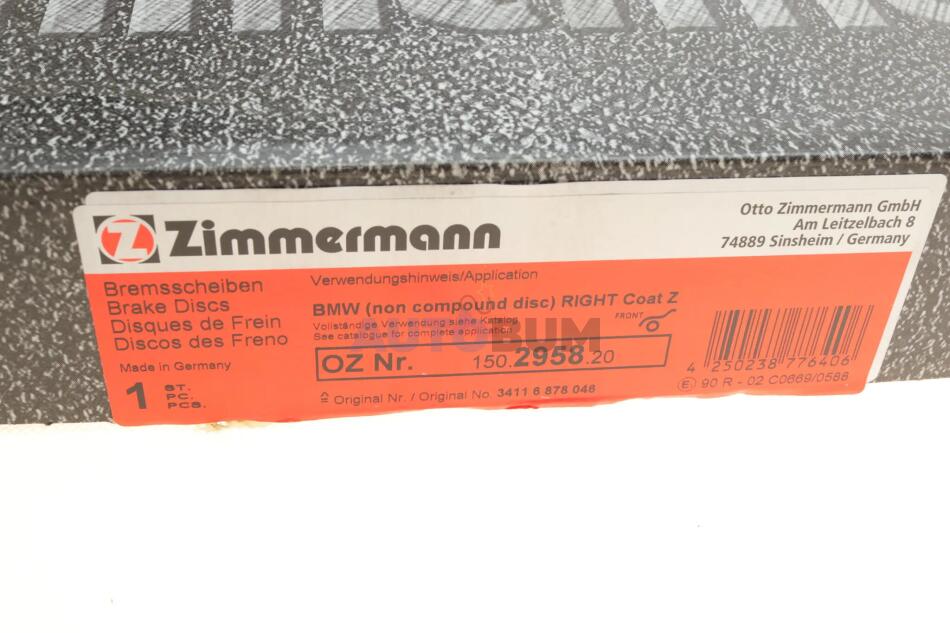 Zimmermann
Otto Zimmermann GmbH
Am Leitzelbach 8
74889 Sinsheim / Germany
Bremsscheiben
Brake Discs
Disques de Frein
Discos des Freno
Made in Germany
1 ST.
PC.
PCS.
Verwendungshinweis/Application
BMW (non compound disc) RIGHT Coat Z
Vollständige Verwendung siehe Katalog
See catalogue for complete application
FRONT
AUTOBUM
OZ Nr. 150.2958.20
Original Nr. / Original No. 3411 6 878 046
4 250238 776406
E 90 R - 02 C0669/0588